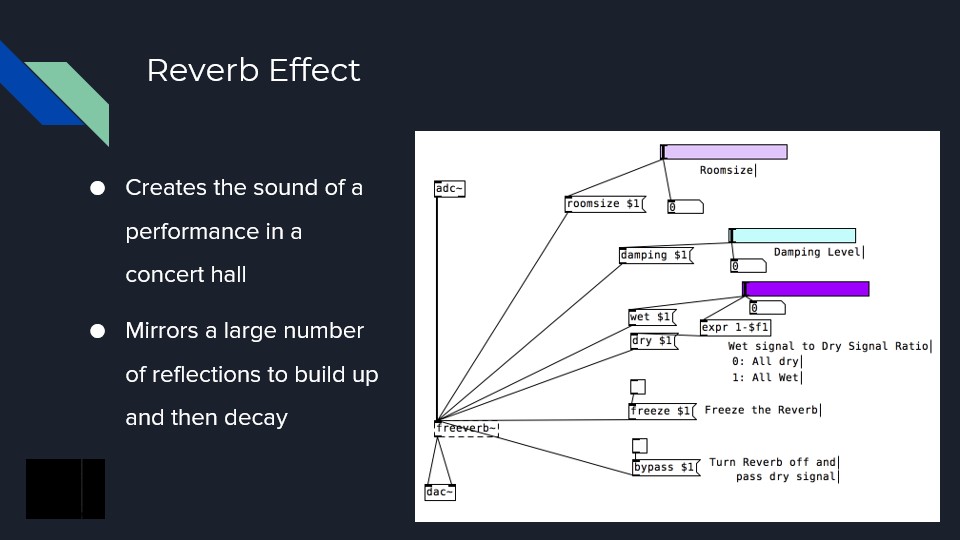 Reverb Effect
● Creates the sound of a
performance in a
concert hall
● Mirrors a large number
of reflections to build up
and then decay
adc~
Roomsize
roomsize $1
0
damping $1
Damping Level
0
wet $1
0
dry $1
expr 1-$f1
Wet signal to Dry Signal Ratio
0: All dry
1: All Wet
freeze $1
Freeze the Reverb
freeverb~
bypass $1
Turn Reverb off and
pass dry signal
dac~